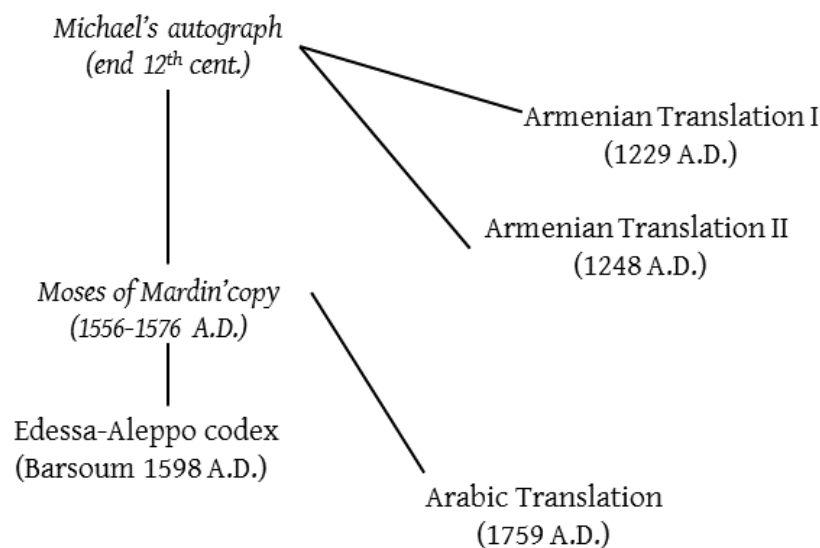 Michael's autograph
(end 12th cent.)
Armenian Translation I
(1229 A.D.)
Armenian Translation II
(1248 A.D.)
Moses of Mardin'copy
(1556-1576 A.D.)
Edessa-Aleppo codex
(Barsoum 1598 A.D.)
Arabic Translation
(1759 A.D.)